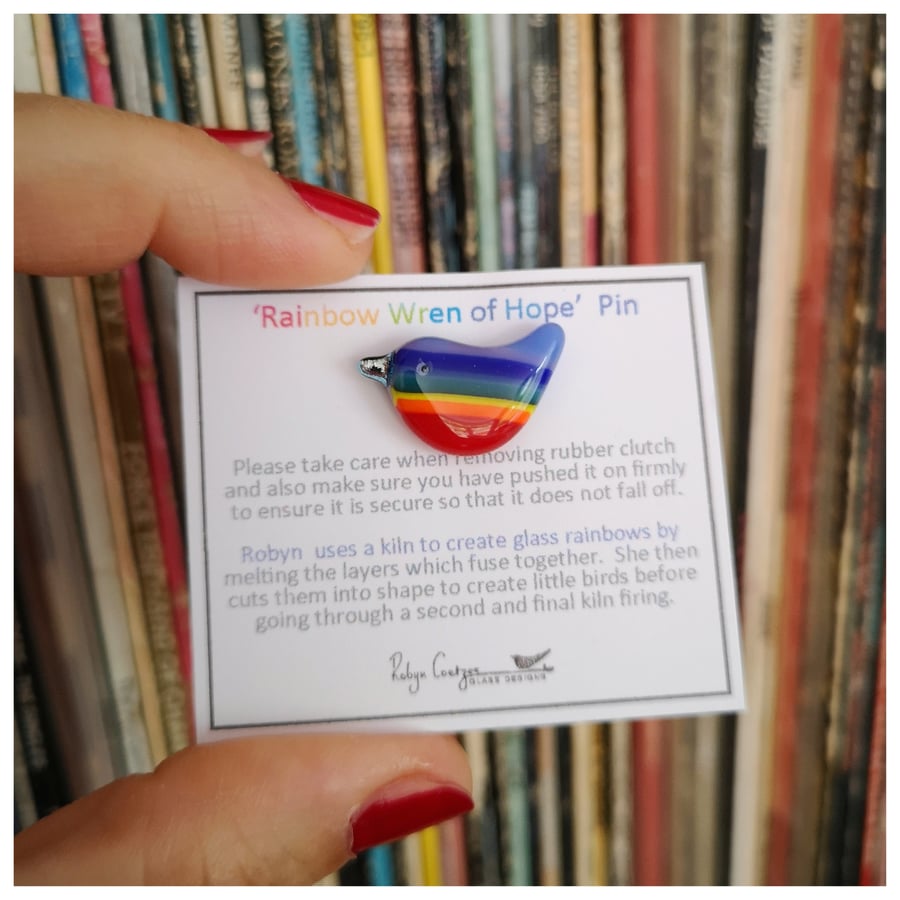 'Rainbow Wren of Hope' Pin
Please take care when removing rubber clutch
and also make sure you have pushed it on firmly
to ensure it is secure so that it does not fall off.
Robyn uses a kiln to create glass rainbows by
melting the layers which fuse together. She then
cuts them into shape to create little birds before
going through a second and final kiln firing.
Robyn Coetzee
GLASS DESIGNS